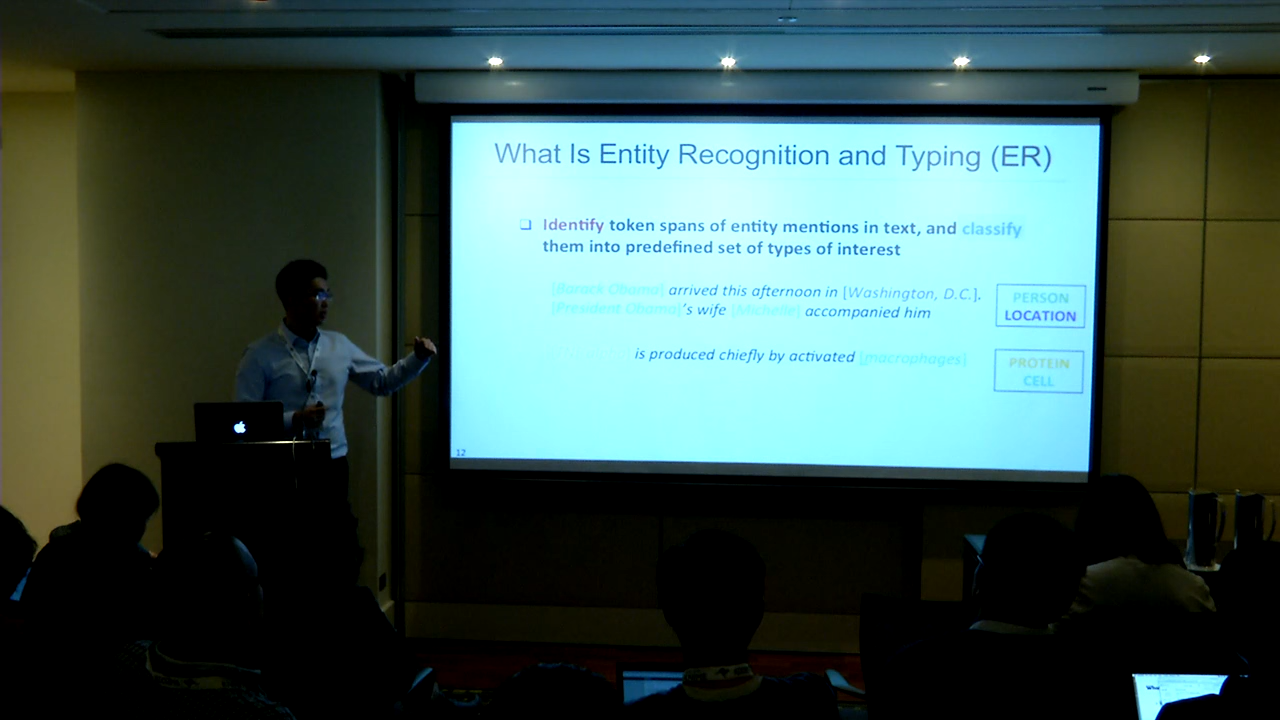 What Is Entity Recognition and Typing (ER)
❑ Identify token spans of entity mentions in text, and classify
them into predefined set of types of interest
[Barack Obama] arrived this afternoon in [Washington, D.C.].
[President Obama]'s wife [Michelle] accompanied him
PERSON
LOCATION
is produced chiefly by activated [macrophages]
PROTEIN
CELL
12